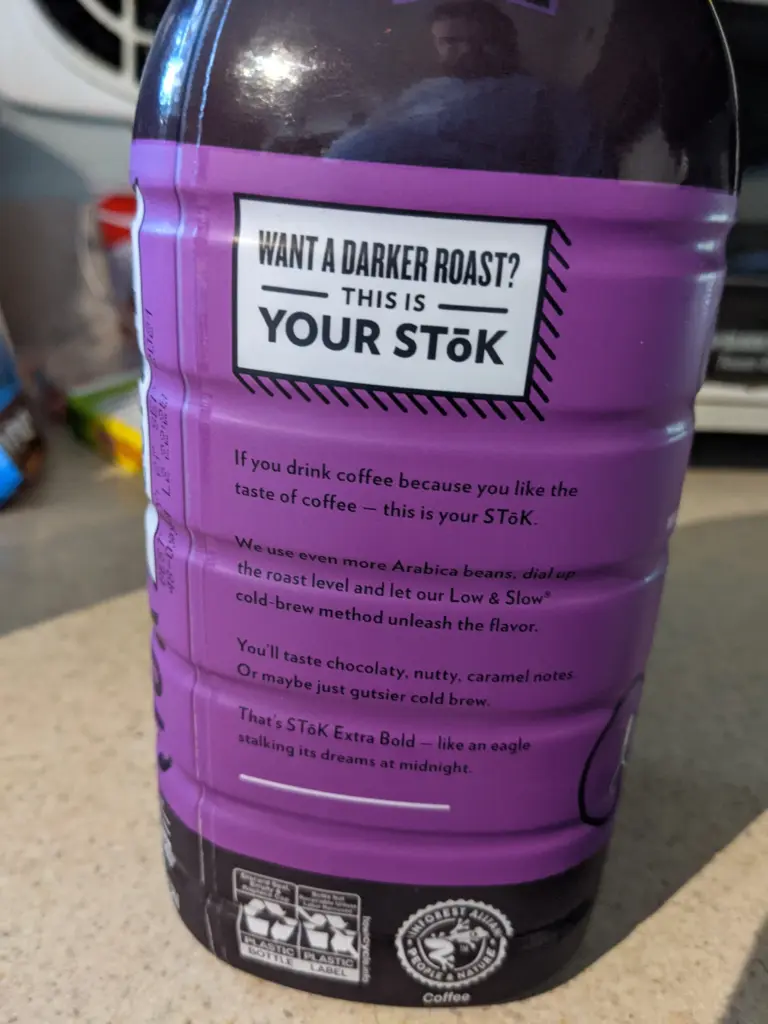 WANT A DARKER ROAST?
THIS IS
YOUR STōK
If you drink coffee because you like the
taste of coffee — this is your STōK.
We use even more Arabica beans, dial up
the roast level and let our Low & Slow®
cold-brew method unleash the flavor.
You'll taste chocolaty, nutty, caramel notes.
Or maybe just gutsier cold brew.
That's STōK Extra Bold — like an eagle
stalking its dreams at midnight.
PLASTIC
BOTTLE
PLASTIC
LABEL
PEOPLE & NATURE
Coffee